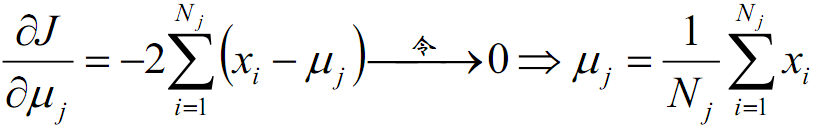 ∂J/∂μ_j = −2∑_{i=1}^{N_j}(x_i − μ_j) —令→ 0 ⇒ μ_j = 1/N_j ∑_{i=1}^{N_j} x_i